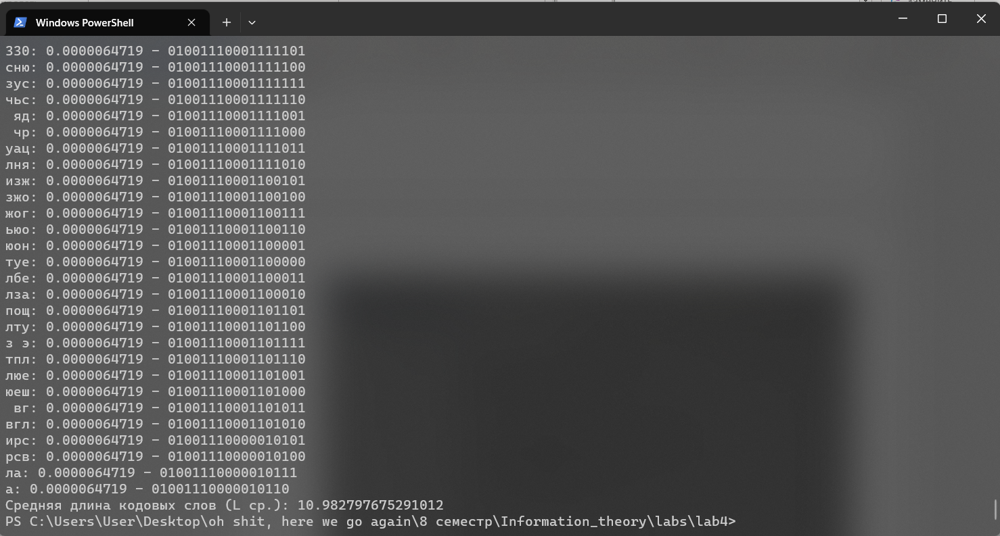 Windows PowerShell
330: 0.0000064719 - 01001110001111101
сню: 0.0000064719 - 01001110001111100
зус: 0.0000064719 - 01001110001111111
чьс: 0.0000064719 - 01001110001111110
 яд: 0.0000064719 - 01001110001111001
 чр: 0.0000064719 - 01001110001111000
уац: 0.0000064719 - 01001110001111011
лня: 0.0000064719 - 01001110001111010
изж: 0.0000064719 - 01001110001100101
зжо: 0.0000064719 - 01001110001100100
жог: 0.0000064719 - 01001110001100111
ьюо: 0.0000064719 - 01001110001100110
юон: 0.0000064719 - 01001110001100001
туе: 0.0000064719 - 01001110001100000
лбе: 0.0000064719 - 01001110001100011
лза: 0.0000064719 - 01001110001100010
пощ: 0.0000064719 - 01001110001101101
лту: 0.0000064719 - 01001110001101100
з э: 0.0000064719 - 01001110001101111
тпл: 0.0000064719 - 01001110001101110
люе: 0.0000064719 - 01001110001101001
юеш: 0.0000064719 - 01001110001101000
 вг: 0.0000064719 - 01001110001101011
вгл: 0.0000064719 - 01001110001101010
ирс: 0.0000064719 - 01001110000010101
рсв: 0.0000064719 - 01001110000010100
ла: 0.0000064719 - 01001110000010111
а: 0.0000064719 - 01001110000010110
Средняя длина кодовых слов (L ср.): 10.982797675291012
PS C:\Users\User\Desktop\oh shit, here we go again\8 семестр\Information_theory\labs\lab4>